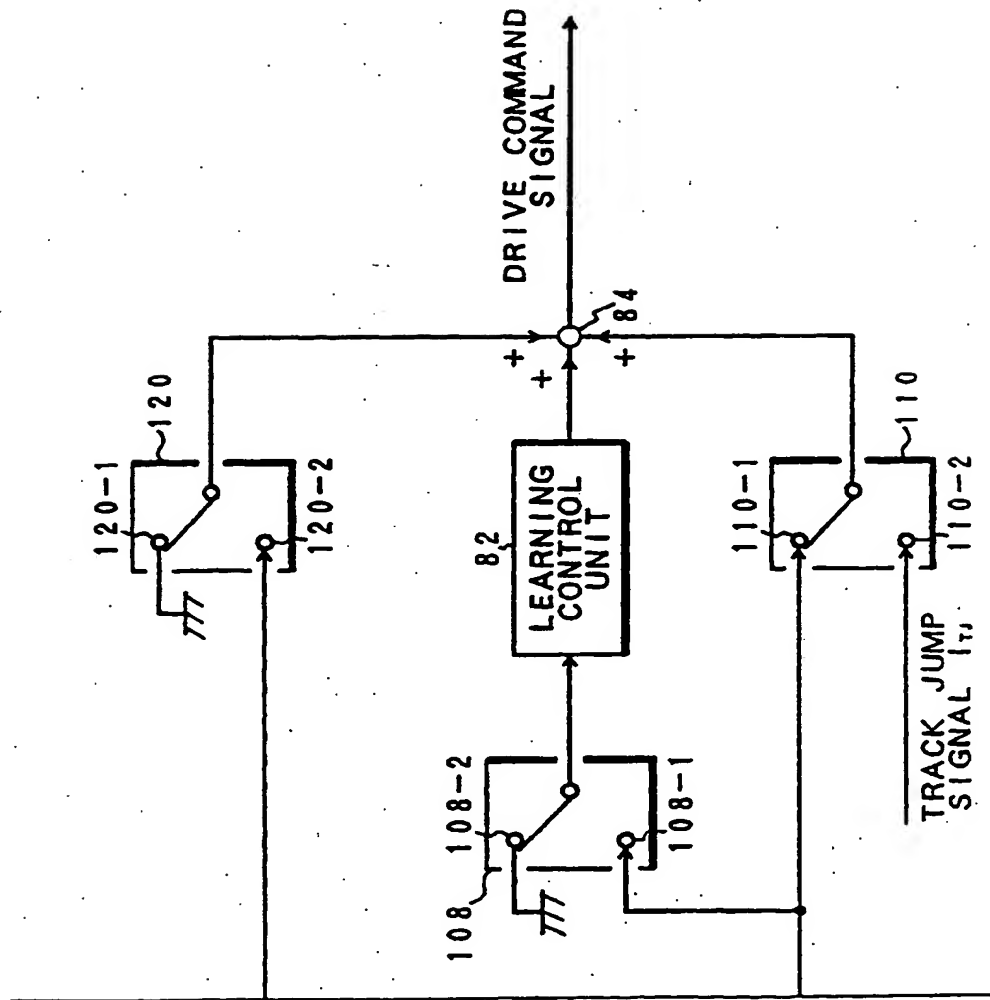 120-1
120
120-2
DRIVE COMMAND
SIGNAL
+
+
+
84
82
LEARNING
CONTROL
UNIT
108-2
108
108-1
110-1
110
110-2
TRACK JUMP
SIGNAL ITJ